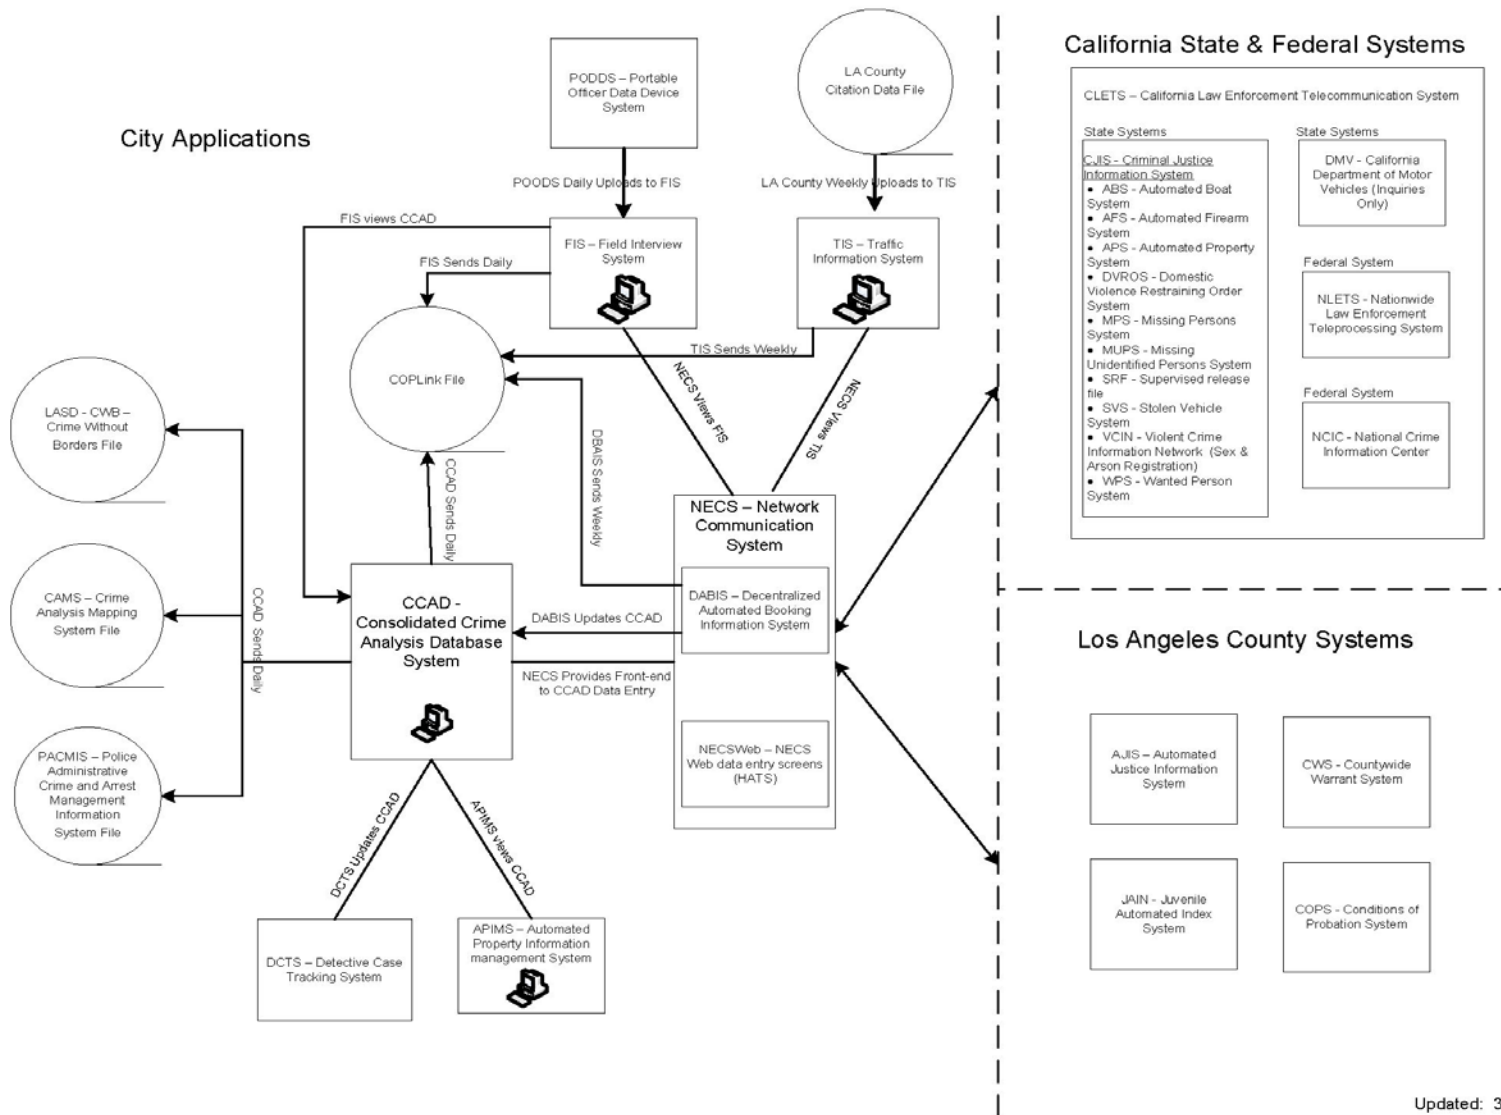 City Applications
PODDS – Portable
Officer Data Device
System
LA County
Citation Data File
POODS Daily Uploads to FIS
LA County Weekly Uploads to TIS
FIS views CCAD
FIS – Field Interview
System
TIS – Traffic
Information System
FIS Sends Daily
TIS Sends Weekly
COPLink File
NECS Views FIS
NECS Views TIS
LASD - CWB –
Crime Without
Borders File
CCAD Sends Daily
DBAIS Sends Weekly
NECS – Network
Communication
System
CAMS – Crime
Analysis Mapping
System File
CCAD Sends Daily
CCAD -
Consolidated Crime
Analysis Database
System
DABIS Updates CCAD
DABIS – Decentralized
Automated Booking
Information System
NECS Provides Front-end
to CCAD Data Entry
NECSWeb – NECS
Web data entry screens
(HATS)
PACMIS – Police
Administrative
Crime and Arrest
Management
Information
System File
DCTS Updates CCAD
APIMS views CCAD
DCTS – Detective Case
Tracking System
APIMS – Automated
Property Information
management System
California State & Federal Systems
CLETS – California Law Enforcement Telecommunication System
State Systems
CJIS - Criminal Justice
Information System
• ABS - Automated Boat
System
• AFS - Automated Firearm
System
• APS - Automated Property
System
• DVROS - Domestic
Violence Restraining Order
System
• MPS - Missing Persons
System
• MUPS - Missing
Unidentified Persons System
• SRF - Supervised release
file
• SVS - Stolen Vehicle
System
• VCIN - Violent Crime
Information Network (Sex &
Arson Registration)
• WPS - Wanted Person
System
State Systems
DMV - California
Department of Motor
Vehicles (Inquiries
Only)
Federal System
NLETS - Nationwide
Law Enforcement
Teleprocessing System
Federal System
NCIC - National Crime
Information Center
Los Angeles County Systems
AJIS – Automated
Justice Information
System
CWS - Countywide
Warrant System
JAIN - Juvenile
Automated Index
System
COPS - Conditions of
Probation System
Updated: 3